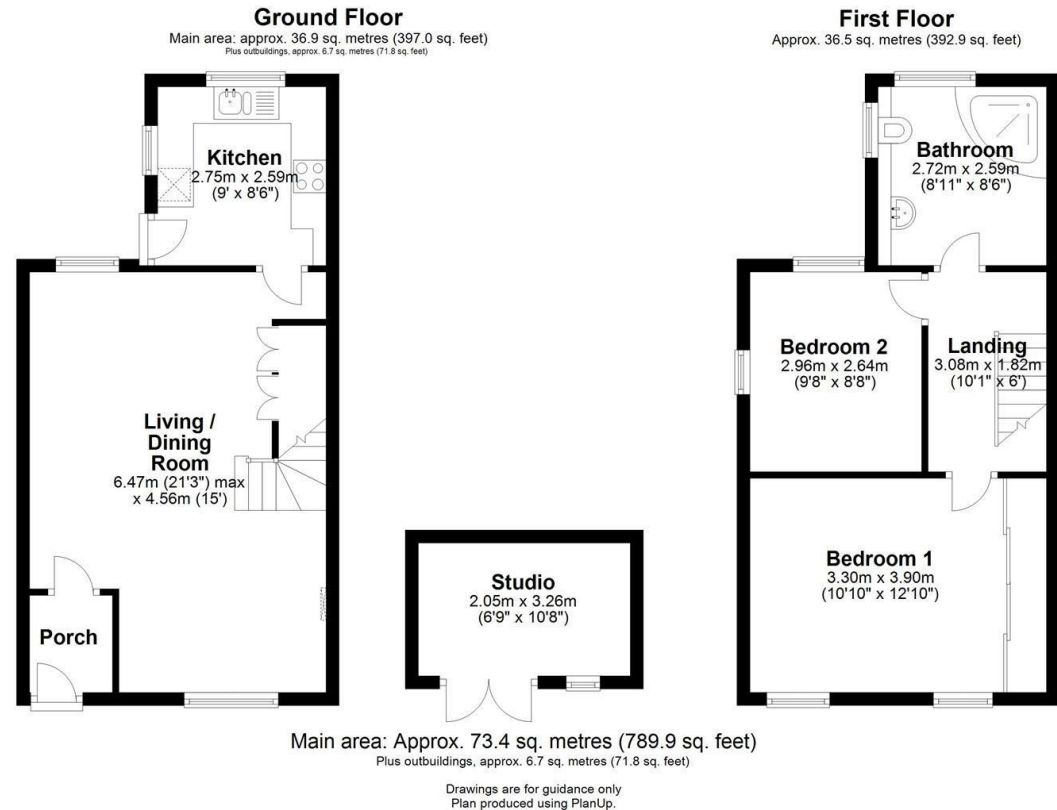 Ground Floor
Main area: approx. 36.9 sq. metres (397.0 sq. feet)
Plus outbuildings, approx. 6.7 sq. metres (71.8 sq. feet)
Kitchen
2.75m x 2.59m
(9' x 8'6")
Living /
Dining
Room
6.47m (21'3") max
x 4.56m (15')
Porch
Studio
2.05m x 3.26m
(6'9" x 10'8")
First Floor
Approx. 36.5 sq. metres (392.9 sq. feet)
Bathroom
2.72m x 2.59m
(8'11" x 8'6")
Bedroom 2
2.96m x 2.64m
(9'8" x 8'8")
Landing
3.08m x 1.82m
(10'1" x 6')
Bedroom 1
3.30m x 3.90m
(10'10" x 12'10")
Main area: Approx. 73.4 sq. metres (789.9 sq. feet)
Plus outbuildings, approx. 6.7 sq. metres (71.8 sq. feet)
Drawings are for guidance only
Plan produced using PlanUp.